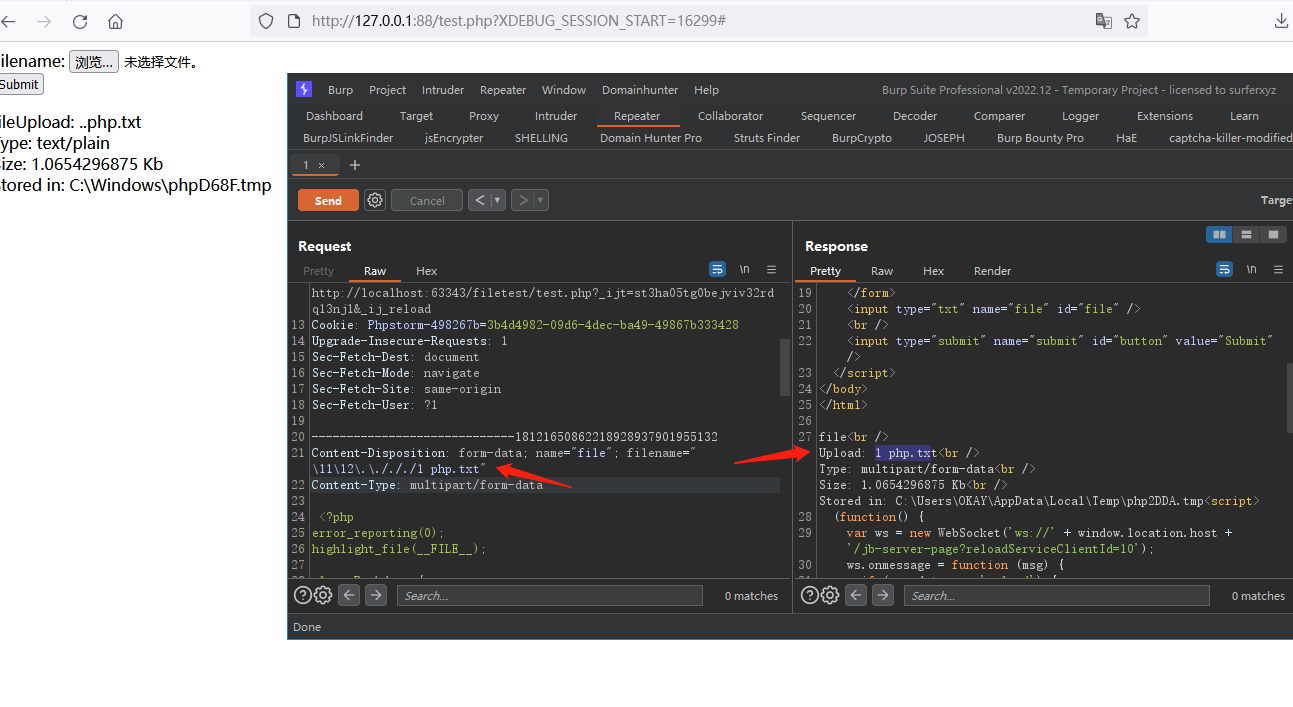 http://127.0.0.1:88/test.php?XDEBUG_SESSION_START=16299#
ilename: 浏览... 未选择文件。
Submit
ileUpload: ..php.txt
ype: text/plain
ize: 1.0654296875 Kb
tored in: C:\Windows\phpD68F.tmp
Burp Project Intruder Repeater Window Domainhunter Help Burp Suite Professional v2022.12 - Temporary Project - licensed to surferxyz
Dashboard Target Proxy Intruder Repeater Collaborator Sequencer Decoder Comparer Logger Extensions Learn
BurpJSLinkFinder jsEncrypter SHELLING Domain Hunter Pro Struts Finder BurpCrypto JOSEPH Burp Bounty Pro HaE captcha-killer-modified
1 × +
Send Cancel < > Targe
Request
Pretty Raw Hex \n
http://localhost:63343/filetest/test.php?_ijt=st3ha05tg0bejviv32rd
ql3njl&_ij_reload
13 Cookie: Phpstorm-498267b=3b4d4982-09d6-4dec-ba49-49867b333428
14 Upgrade-Insecure-Requests: 1
15 Sec-Fetch-Dest: document
16 Sec-Fetch-Mode: navigate
17 Sec-Fetch-Site: same-origin
18 Sec-Fetch-User: ?1
19
20 -----------------------------18121650862218928937901955132
21 Content-Disposition: form-data; name="file"; filename="
\11\12\.\././/1 php.txt"
22 Content-Type: multipart/form-data
23
24 <?php
25 error_reporting(0);
26 highlight_file(__FILE__);
27
Search... 0 matches
Response
Pretty Raw Hex Render \n
19 </form>
20 <input type="txt" name="file" id="file" />
21 <br />
22 <input type="submit" name="submit" id="button" value="Submit"
/>
23 </script>
24 </body>
25 </html>
26
27 file<br />
Upload: 1 php.txt<br />
Type: multipart/form-data<br />
Size: 1.0654296875 Kb<br />
Stored in: C:\Users\OKAY\AppData\Local\Temp\php2DDA.tmp<script>
28 (function() {
29 var ws = new WebSocket('ws://' + window.location.host +
'/jb-server-page?reloadServiceClientId=10');
30 ws.onmessage = function (msg) {
Search... 0 matches
Done